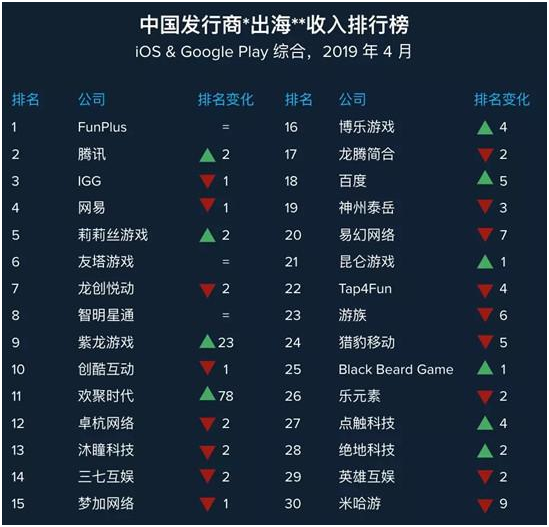 中国发行商*出海**收入排行榜
iOS & Google Play 综合，2019 年 4 月
排名 公司 排名变化 排名 公司 排名变化
1 FunPlus = 16 博乐游戏 ▲ 4
2 腾讯 ▲ 2 17 龙腾简合 ▼ 2
3 IGG ▼ 1 18 百度 ▲ 5
4 网易 ▼ 1 19 神州泰岳 ▼ 3
5 莉莉丝游戏 ▲ 2 20 易幻网络 ▼ 7
6 友塔游戏 = 21 昆仑游戏 ▲ 1
7 龙创悦动 ▼ 2 22 Tap4Fun ▼ 4
8 智明星通 = 23 游族 ▼ 6
9 紫龙游戏 ▲ 23 24 猎豹移动 ▼ 5
10 创酷互动 ▼ 1 25 Black Beard Game ▲ 1
11 欢聚时代 ▲ 78 26 乐元素 ▼ 2
12 卓杭网络 ▼ 2 27 点触科技 ▲ 4
13 沐瞳科技 ▼ 2 28 绝地科技 ▲ 2
14 三七互娱 ▼ 2 29 英雄互娱 ▼ 2
15 梦加网络 ▼ 1 30 米哈游 ▼ 9